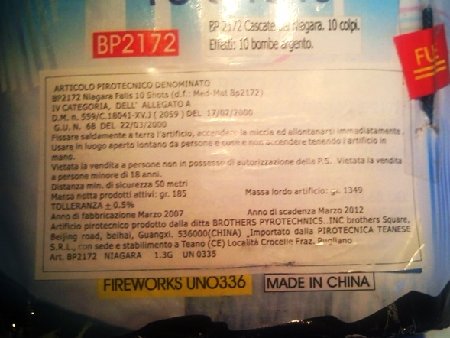 BP2172
BP 2172 Cascate del Niagara, 10 colpi.
Effetti: 10 bombe argento.
FUS
ARTICOLO PIROTECNICO DENOMINATO
BP2172 Niagara Falls 10 Shots (d.f.: Med-Mat Bp2172)
IV CATEGORIA, DELL' ALLEGATO A
D.M. n. 559/C.18041-XV.J ( 2059 ) DEL 17/02/2000
G.U. N. 68 DEL 22/03/2000
Fissare saldamente a terra l'artificio, accendere la miccia ed allontanarsi immediatamente.
Usare in luogo aperto lontano da persone e cose e non accendere tenendo l'artificio in
mano.
Vietata la vendita a persone non in possesso di autorizzazione della P.S. Vietata la vendita
a persone minore di 18 anni.
Distanza min. di sicurezza 50 metri
Massa netta prodotti attivi: gr. 185 Massa lordo artificio: gr. 1349
TOLLERANZA ± 0.5%
Anno di fabbricazione Marzo 2007 Anno di scadenza Marzo 2012
Artificio pirotecnico prodotto dalla ditta BROTHERS PYROTECHNICS. INC brothers Square,
Beijing road, beihai, Guangxi. 536000(CHINA) ,Importato dalla PIROTECNICA TEANESE
S.R.L., con sede e stabilimento a Teano (CE) Località Crocelle Fraz. Pugliano
Art. BP2172 NIAGARA 1.3G UN 0335
FIREWORKS UN0336 MADE IN CHINA